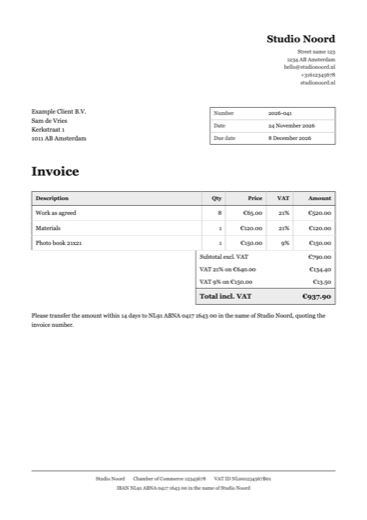 Studio Noord
Street name 123
1234 AB Amsterdam
hello@studionoord.nl
+31612345678
studionoord.nl
Example Client B.V.
Sam de Vries
Kerkstraat 1
1011 AB Amsterdam
Number 2026-041
Date 24 November 2026
Due date 8 December 2026
Invoice
Description Qty Price VAT Amount
Work as agreed 8 €65.00 21% €520.00
Materials 1 €120.00 21% €120.00
Photo book 21x21 1 €150.00 9% €150.00
Subtotal excl. VAT €790.00
VAT 21% on €640.00 €134.40
VAT 9% on €150.00 €13.50
Total incl. VAT €937.90
Please transfer the amount within 14 days to NL91 ABNA 0417 1643 00 in the name of Studio Noord, quoting the
invoice number.
Studio Noord Chamber of Commerce 12345678 VAT ID NL001234567B01
IBAN NL91 ABNA 0417 1643 00 in the name of Studio Noord